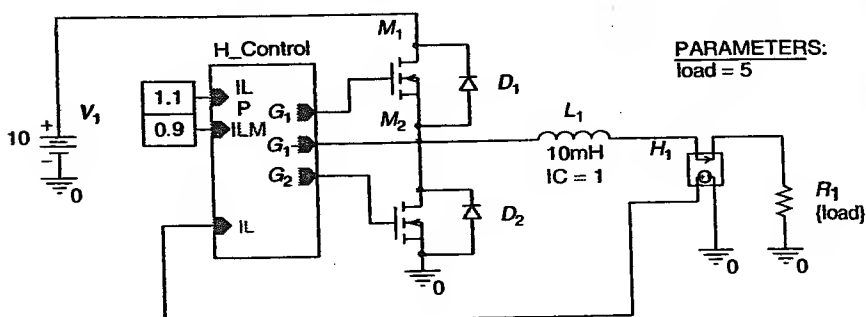 M₁
H_Control
PARAMETERS:
load = 5
1.1
IL
P
D₁
G₁
0.9
ILM
M₂
L₁
V₁
10
+
−
G₁-
10mH
H₁
IC = 1
G₂
0
R₁
{load}
D₂
IL
0
0
0